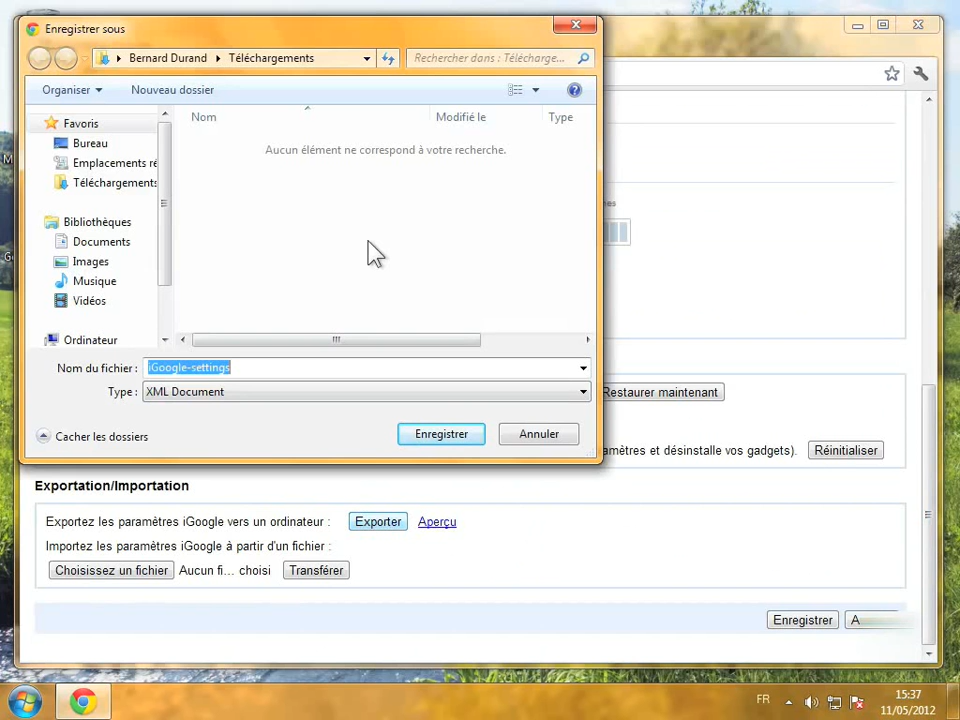 Enregistrer sous
Bernard Durand Téléchargements
Rechercher dans : Télécharge...
Organiser Nouveau dossier
Nom Modifié le Type
Aucun élément ne correspond à votre recherche.
Favoris
Bureau
Emplacements ré
Téléchargements
Bibliothèques
Documents
Images
Musique
Vidéos
Ordinateur
Nom du fichier : iGoogle-settings
Type : XML Document
Cacher les dossiers Enregistrer Annuler
Restaurer maintenant
amètres et désinstalle vos gadgets). Réinitialiser
Exportation/Importation
Exportez les paramètres iGoogle vers un ordinateur : Exporter Aperçu
Importez les paramètres iGoogle à partir d'un fichier :
Choisissez un fichier Aucun fi... choisi Transférer
Enregistrer A
FR 15:37
11/05/2012